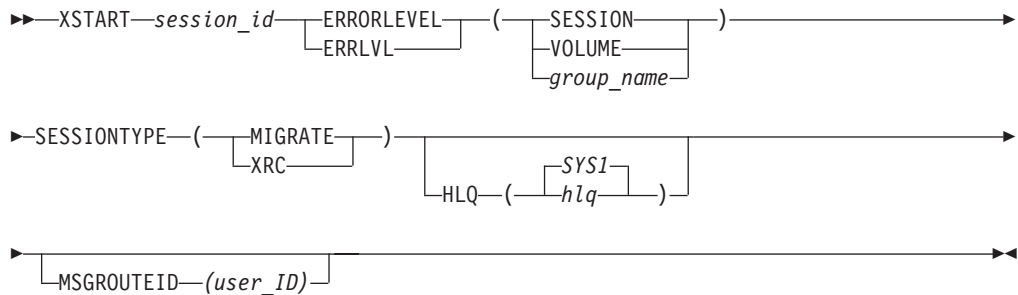 XSTART session_id ERRORLEVEL ( SESSION )
ERRLVL VOLUME
group_name
SESSIONTYPE ( MIGRATE )
XRC SYS1
HLQ ( hlq )
MSGROUTEID (user_ID)